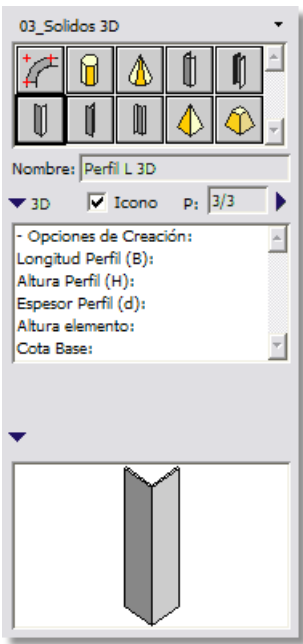 03_Solidos 3D
Nombre: Perfil L 3D
3D Icono P: 3/3
- Opciones de Creación:
Longitud Perfil (B):
Altura Perfil (H):
Espesor Perfil (d):
Altura elemento:
Cota Base: